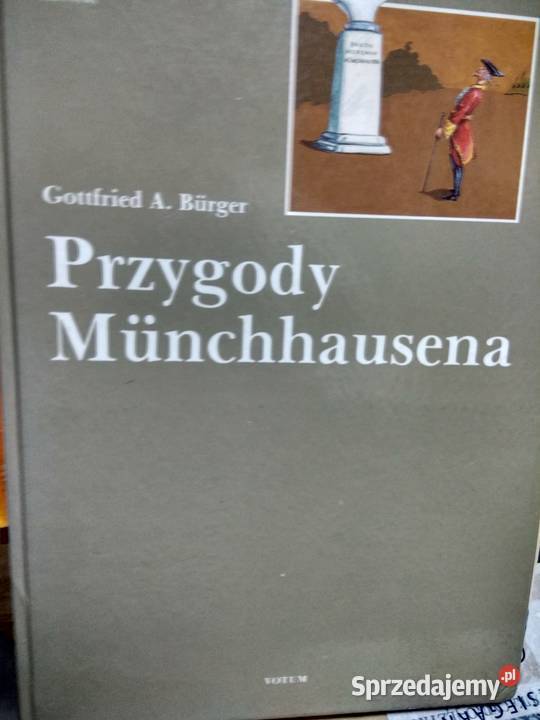 Gottfried A. Bürger
Przygody
Münchhausena
VOTUM
Sprzedajemy.pl